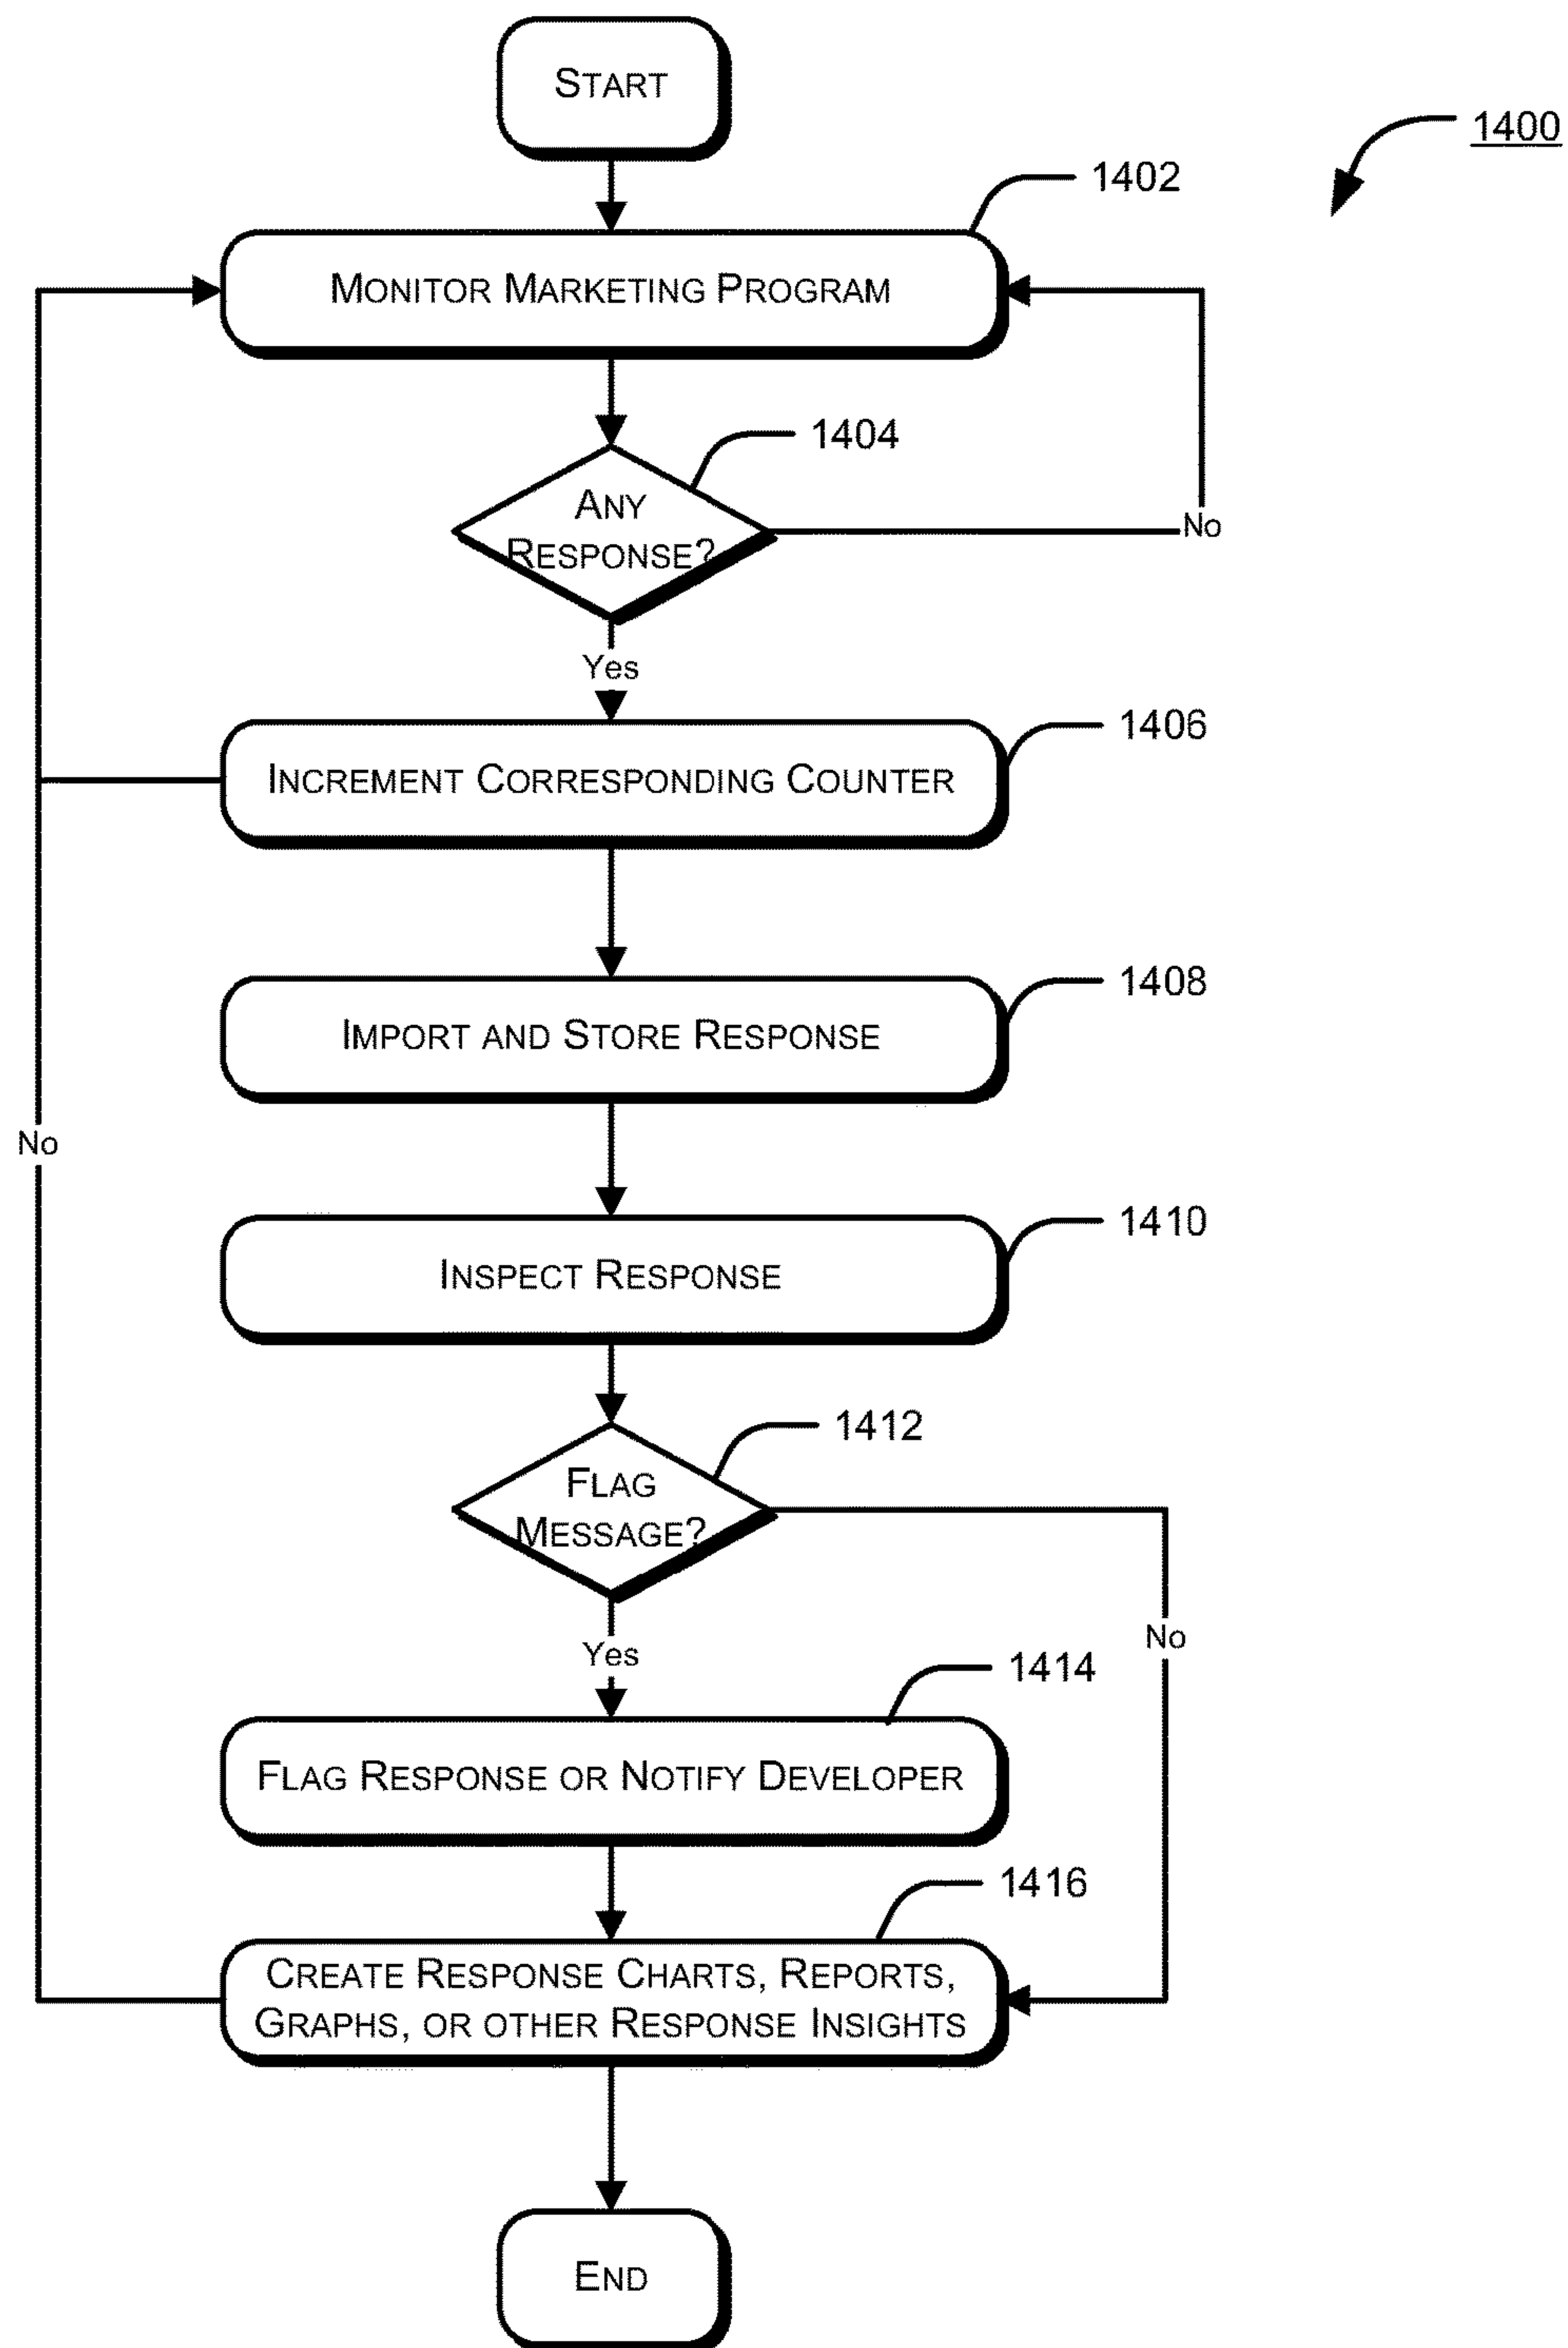 START
1400
1402
MONITOR MARKETING PROGRAM
1404
ANY
RESPONSE?
No
Yes
1406
INCREMENT CORRESPONDING COUNTER
1408
IMPORT AND STORE RESPONSE
No
1410
INSPECT RESPONSE
1412
FLAG
MESSAGE?
No
Yes
1414
FLAG RESPONSE OR NOTIFY DEVELOPER
1416
CREATE RESPONSE CHARTS, REPORTS,
GRAPHS, OR OTHER RESPONSE INSIGHTS
END